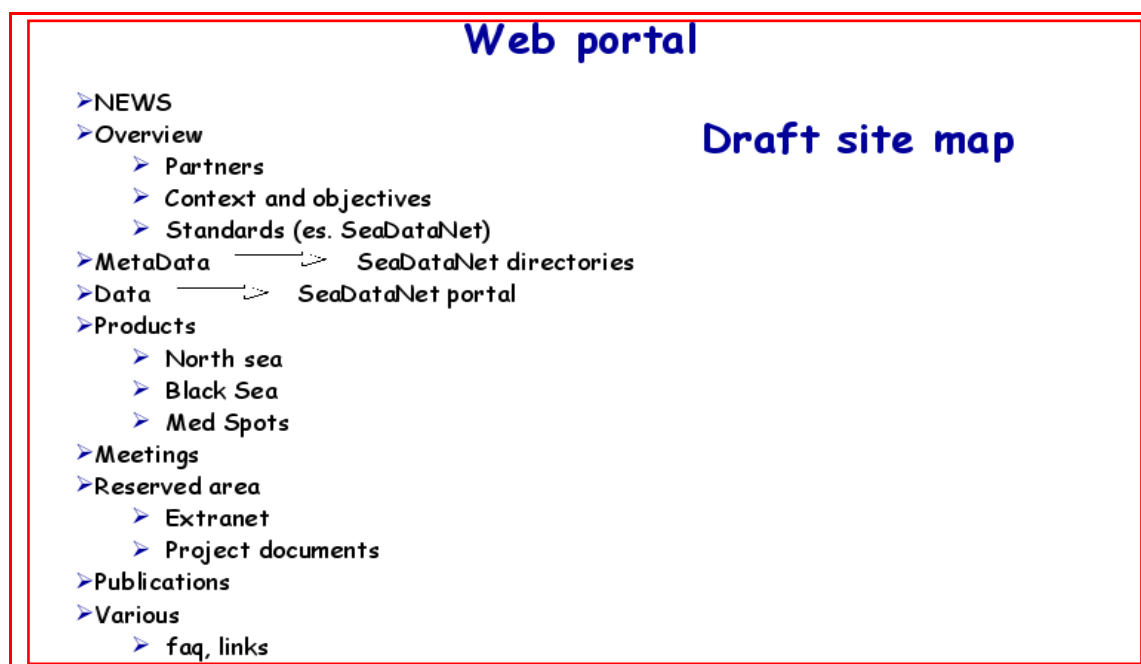 Web portal
Draft site map
NEWS
Overview
Partners
Context and objectives
Standards (es. SeaDataNet)
MetaData SeaDataNet directories
Data SeaDataNet portal
Products
North sea
Black Sea
Med Spots
Meetings
Reserved area
Extranet
Project documents
Publications
Various
faq, links